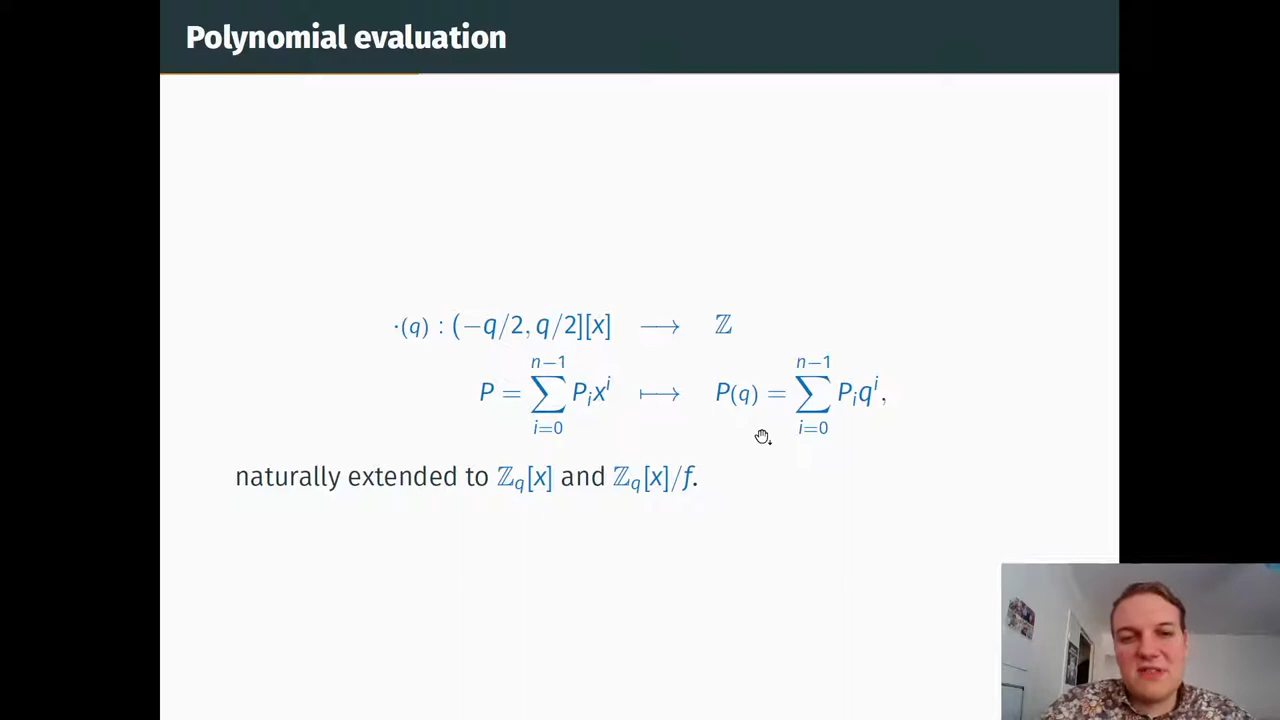 Polynomial evaluation
·(q) : (−q/2, q/2][x] ⟶ ℤ
P = ∑_{i=0}^{n−1} P_i x^i ⟼ P(q) = ∑_{i=0}^{n−1} P_i q^i,
naturally extended to ℤ_q[x] and ℤ_q[x]/f.